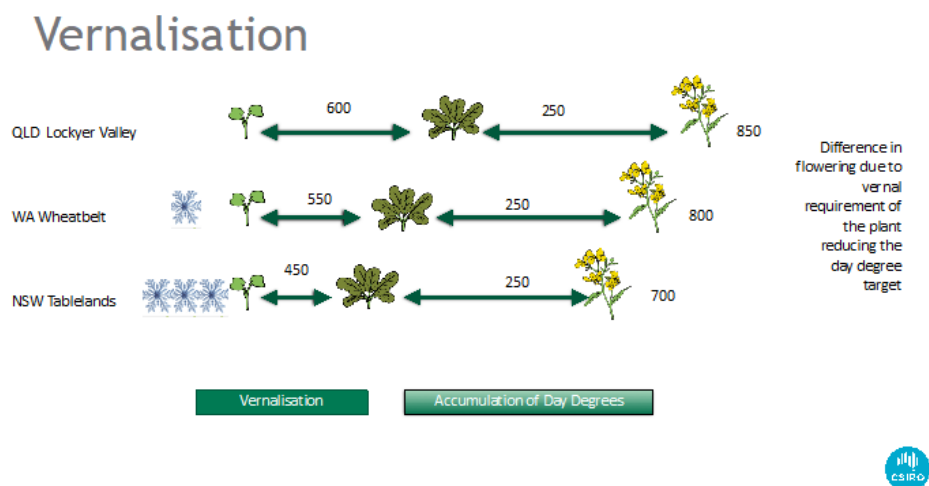 Vernalisation
QLD Lockyer Valley
600
250
850
WA Wheatbelt
550
250
800
NSW Tablelands
450
250
700
Difference in
flowering due to
vernal
requirement of
the plant
reducing the
day degree
target
Vernalisation
Accumulation of Day Degrees
CSIRO